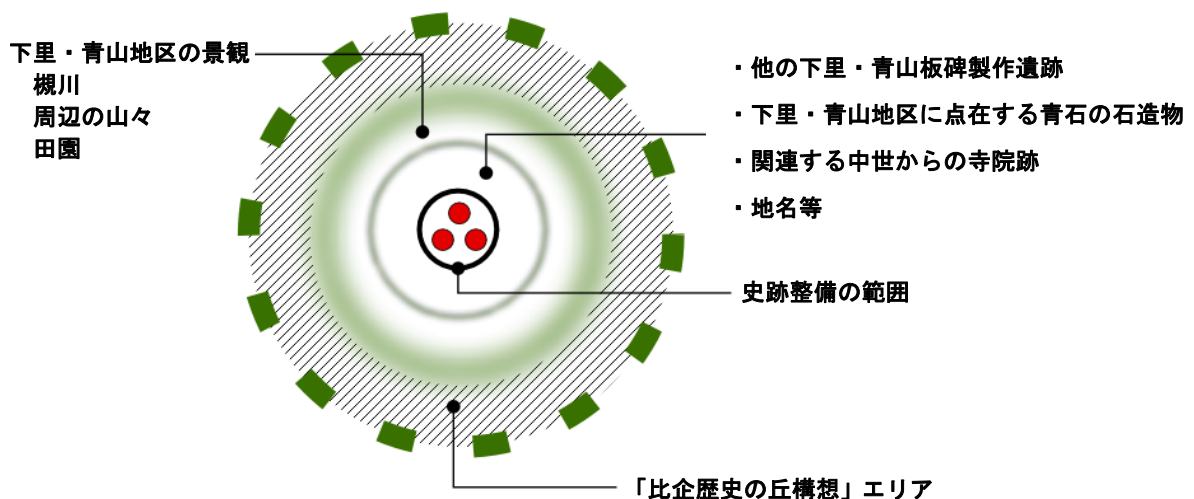 下里・青山地区の景観
槻川
周辺の山々
田園
・他の下里・青山板碑製作遺跡
・下里・青山地区に点在する青石の石造物
・関連する中世からの寺院跡
・地名等
史跡整備の範囲
「比企歴史の丘構想」エリア